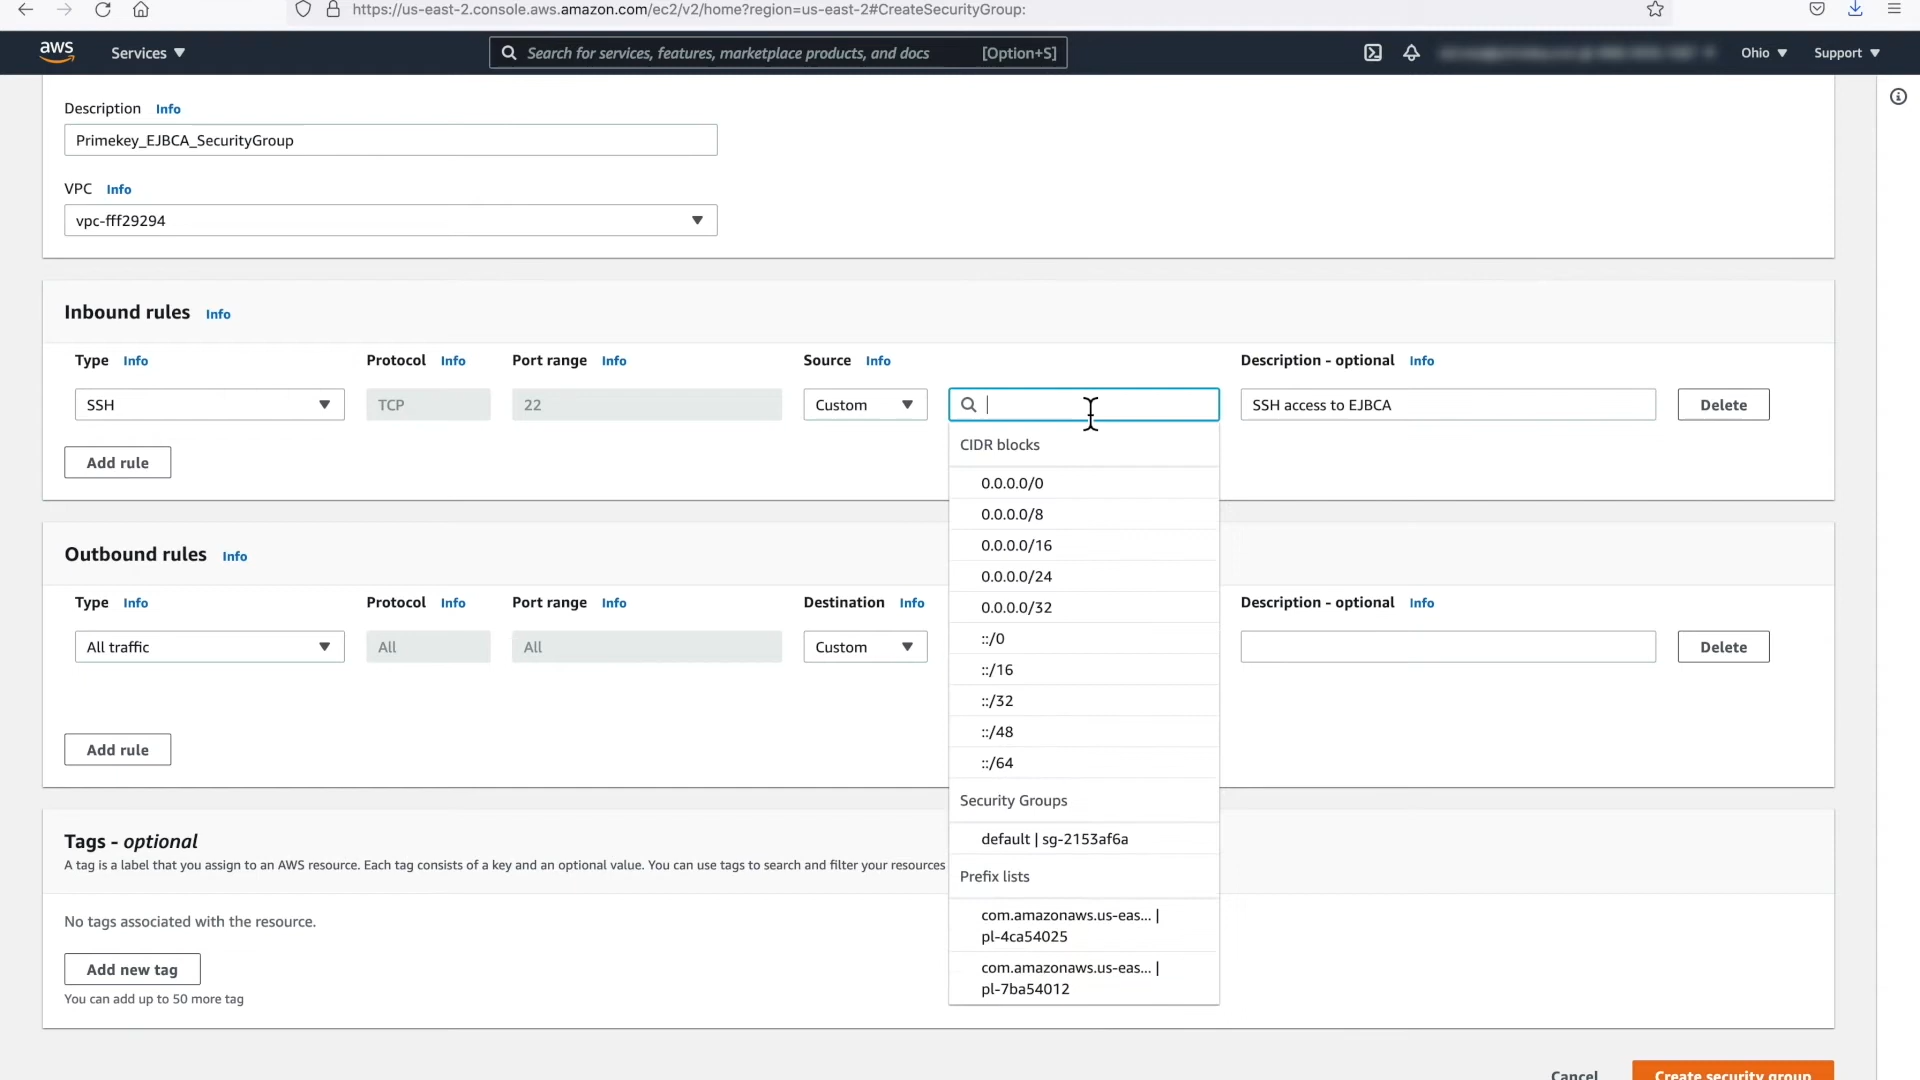 https://us-east-2.console.aws.amazon.com/ec2/v2/home?region=us-east-2#CreateSecurityGroup:
aws Services ▼ Search for services, features, marketplace products, and docs [Option+S] Ohio ▼ Support ▼
Description Info
Primekey_EJBCA_SecurityGroup
VPC Info
vpc-fff29294
Inbound rules Info
Type Info Protocol Info Port range Info Source Info Description - optional Info
SSH TCP 22 Custom SSH access to EJBCA Delete
CIDR blocks
Add rule
0.0.0.0/0
0.0.0.0/8
0.0.0.0/16
Outbound rules Info
0.0.0.0/24
Type Info Protocol Info Port range Info Destination Info Description - optional Info
0.0.0.0/32
::/0
All traffic All All Custom Delete
::/16
::/32
::/48
Add rule
::/64
Security Groups
default | sg-2153af6a
Tags - optional
A tag is a label that you assign to an AWS resource. Each tag consists of a key and an optional value. You can use tags to search and filter your resources
Prefix lists
No tags associated with the resource.
com.amazonaws.us-eas... |
pl-4ca54025
Add new tag
com.amazonaws.us-eas... |
pl-7ba54012
You can add up to 50 more tag
Cancel Create security group